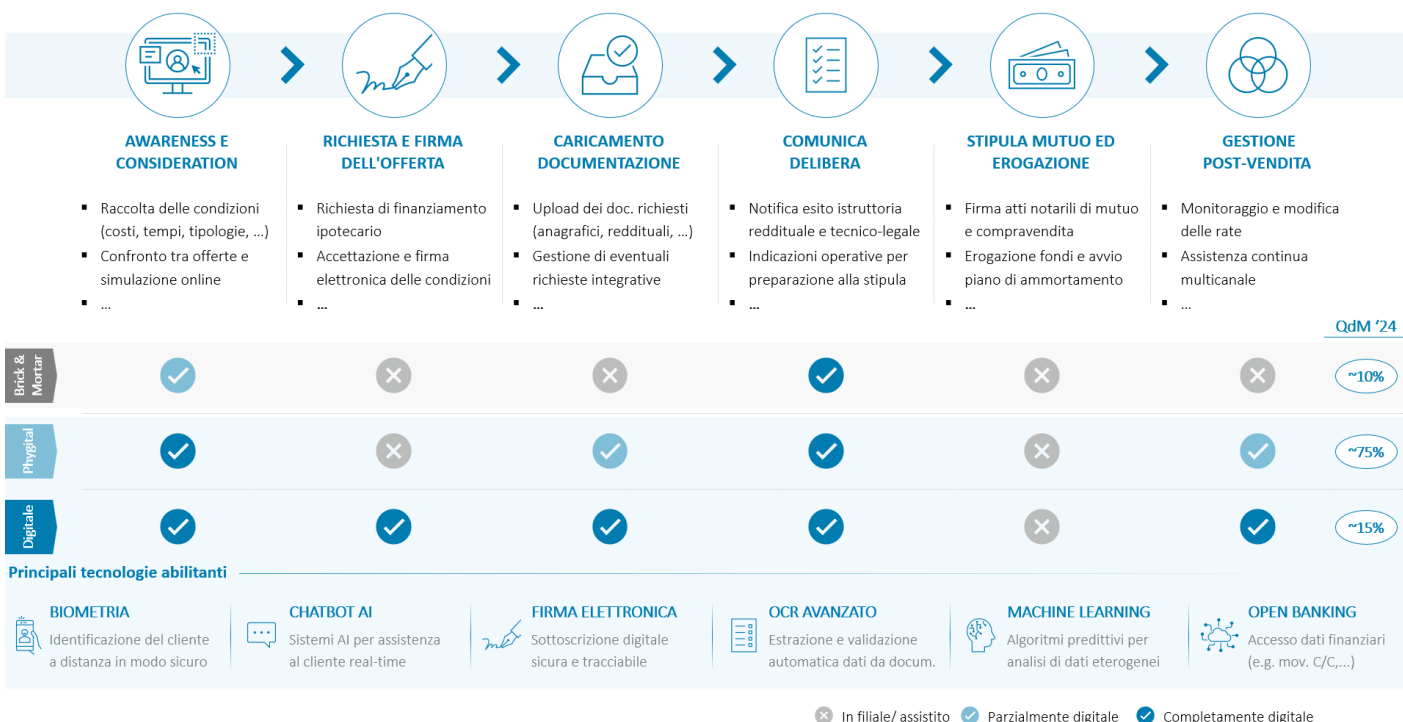 AWARENESS E
CONSIDERATION
Raccolta delle condizioni
(costi, tempi, tipologie, ...)
Confronto tra offerte e
simulazione online
...
RICHIESTA E FIRMA
DELL'OFFERTA
Richiesta di finanziamento
ipotecario
Accettazione e firma
elettronica delle condizioni
...
CARICAMENTO
DOCUMENTAZIONE
Upload dei doc. richiesti
(anagrafici, reddituali, ...)
Gestione di eventuali
richieste integrative
...
COMUNICA
DELIBERA
Notifica esito istruttoria
reddituale e tecnico-legale
Indicazioni operative per
preparazione alla stipula
...
STIPULA MUTUO ED
EROGAZIONE
Firma atti notarili di mutuo
e compravendita
Erogazione fondi e avvio
piano di ammortamento
...
GESTIONE
POST-VENDITA
Monitoraggio e modifica
delle rate
Assistenza continua
multicanale
...
QdM ‘24
Brick &
Mortar
~10%
Phygital
~75%
Digitale
~15%
Principali tecnologie abilitanti
BIOMETRIA
Identificazione del cliente
a distanza in modo sicuro
CHATBOT AI
Sistemi AI per assistenza
al cliente real-time
FIRMA ELETTRONICA
Sottoscrizione digitale
sicura e tracciabile
OCR AVANZATO
Estrazione e validazione
automatica dati da docum.
MACHINE LEARNING
Algoritmi predittivi per
analisi di dati eterogenei
OPEN BANKING
Accesso dati finanziari
(e.g. mov. C/C,...)
In filiale/ assistito
Parzialmente digitale
Completamente digitale